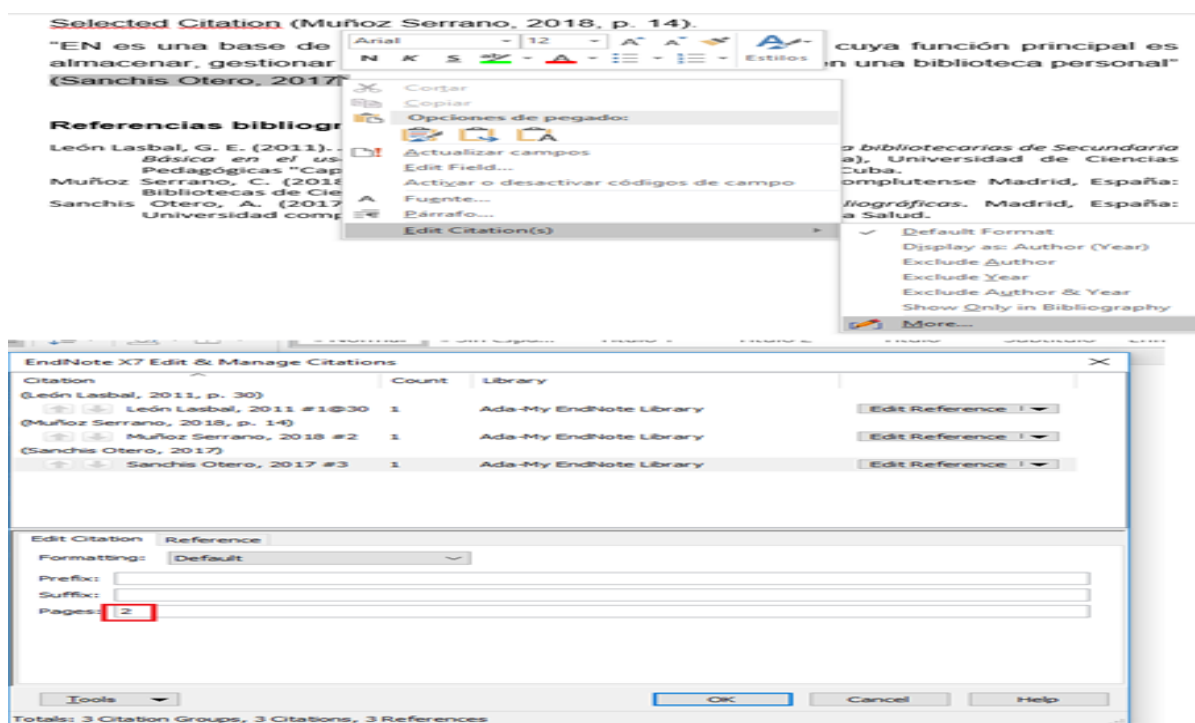 Selected Citation (Muñoz Serrano, 2018, p. 14).
"EN es una base de
cuya función principal es
almacenar, gestionar
n una biblioteca personal"
(Sanchis Otero, 2017)
Arial 12
N K S Estilos
Cortar
Copiar
Opciones de pegado:
Actualizar campos
Edit Field...
Activar o desactivar códigos de campo
Fuente...
Párrafo...
Edit Citation(s)
Default Format
Display as: Author (Year)
Exclude Author
Exclude Year
Exclude Author & Year
Show Only in Bibliography
More...
Referencias bibliogr
León Lasbal, G. E. (2011).
bibliotecarias de Secundaria
Básica en el us
a), Universidad de Ciencias
Pedagógicas "Cap
Cuba.
Muñoz Serrano, C. (2018
omplutense Madrid, España:
Bibliotecas de Cie
Sanchis Otero, A. (2017
liográficas. Madrid, España:
Universidad comp
a Salud.
EndNote X7 Edit & Manage Citations
Citation Count Library
(León Lasbal, 2011, p. 30)
León Lasbal, 2011 #1@30 1 Ada-My EndNote Library Edit Reference
(Muñoz Serrano, 2018, p. 14)
Muñoz Serrano, 2018 #2 1 Ada-My EndNote Library Edit Reference
(Sanchis Otero, 2017)
Sanchis Otero, 2017 #3 1 Ada-My EndNote Library Edit Reference
Edit Citation Reference
Formatting: Default
Prefix:
Suffix:
Pages: 2
Tools OK Cancel Help
Totals: 3 Citation Groups, 3 Citations, 3 References